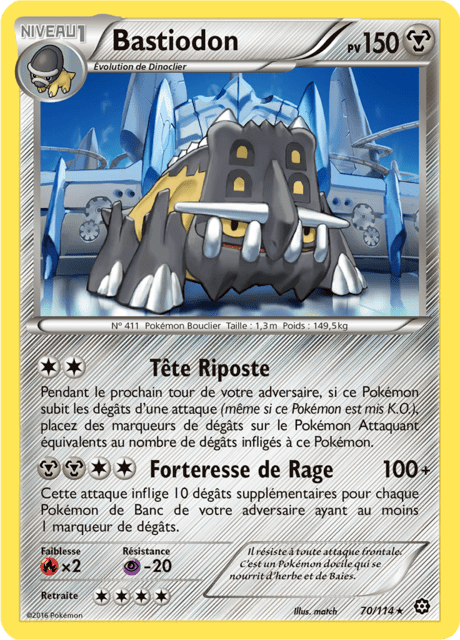 NIVEAU 1
Bastiodon
PV 150
Évolution de Dinoclier
N° 411 Pokémon Bouclier Taille : 1,3 m Poids : 149,5 kg
Tête Riposte
Pendant le prochain tour de votre adversaire, si ce Pokémon
subit les dégâts d'une attaque (même si ce Pokémon est mis K.O.),
placez des marqueurs de dégâts sur le Pokémon Attaquant
équivalents au nombre de dégâts infligés à ce Pokémon.
Forteresse de Rage 100+
Cette attaque inflige 10 dégâts supplémentaires pour chaque
Pokémon de Banc de votre adversaire ayant au moins
1 marqueur de dégâts.
Faiblesse
×2
Résistance
-20
Retraite
Il résiste à toute attaque frontale.
C'est un Pokémon docile qui se
nourrit d'herbe et de Baies.
©2016 Pokémon
Illus. match
70/114 ★